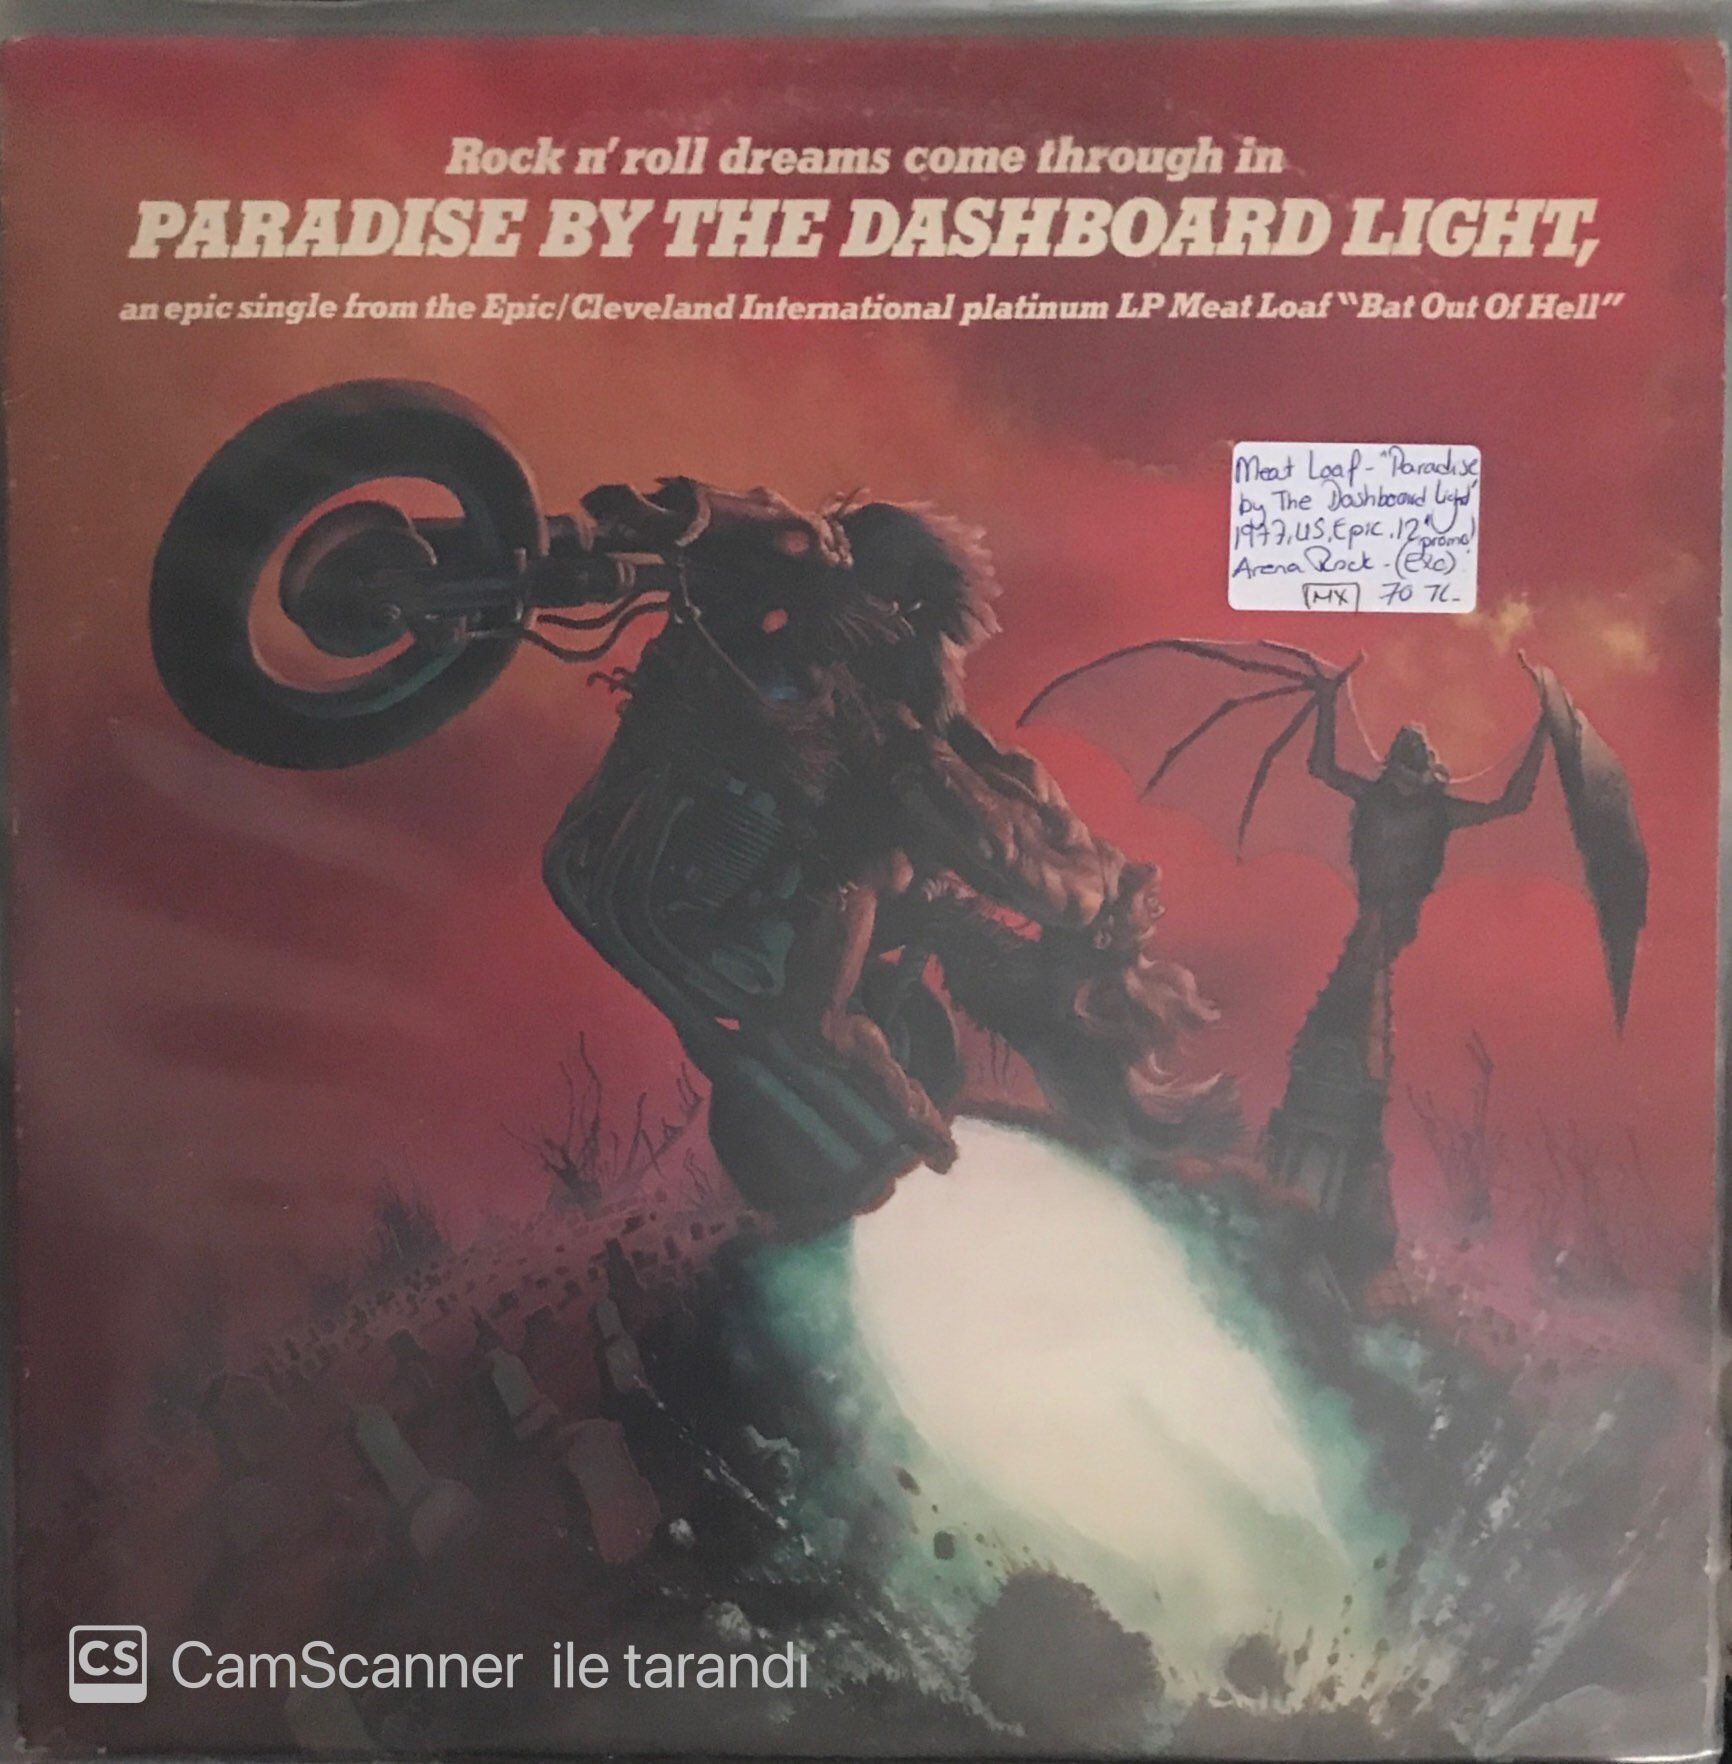 Rock n' roll dreams come through in
PARADISE BY THE DASHBOARD LIGHT,
an epic single from the Epic/Cleveland International platinum LP Meat Loaf "Bat Out Of Hell"
Meat Loaf - "Paradise
by The Dashboard Light"
1977, US, Epic, 12" promo)
Arena Rock - (Exc)
MX 70 TL-
CS CamScanner ile tarandı